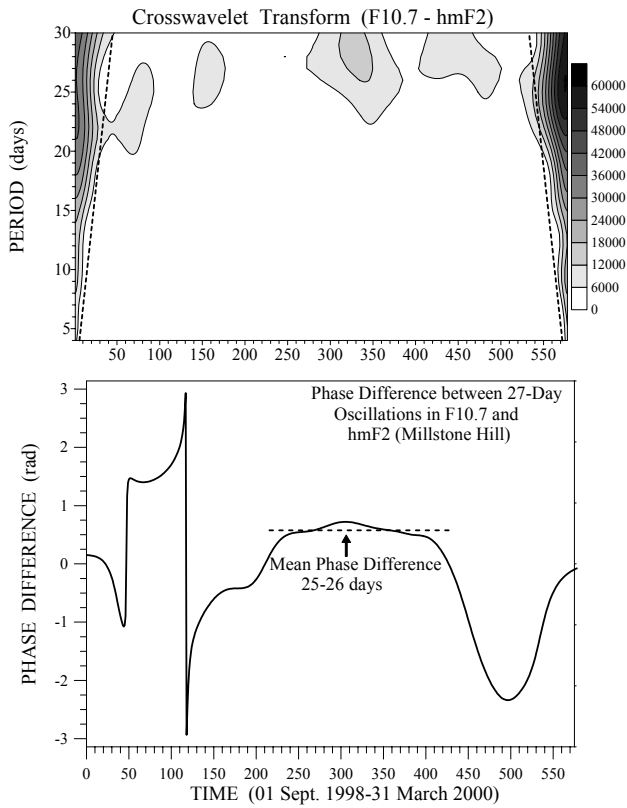 Crosswavelet Transform (F10.7 - hmF2)
30
25
20
15
10
5
PERIOD (days)
50 100 150 200 250 300 350 400 450 500 550
60000
54000
48000
42000
36000
30000
24000
18000
12000
6000
0
3
2
1
0
-1
-2
-3
PHASE DIFFERENCE (rad)
Phase Difference between 27-Day
Oscillations in F10.7 and
hmF2 (Millstone Hill)
Mean Phase Difference
25-26 days
0 50 100 150 200 250 300 350 400 450 500 550
TIME (01 Sept. 1998-31 March 2000)